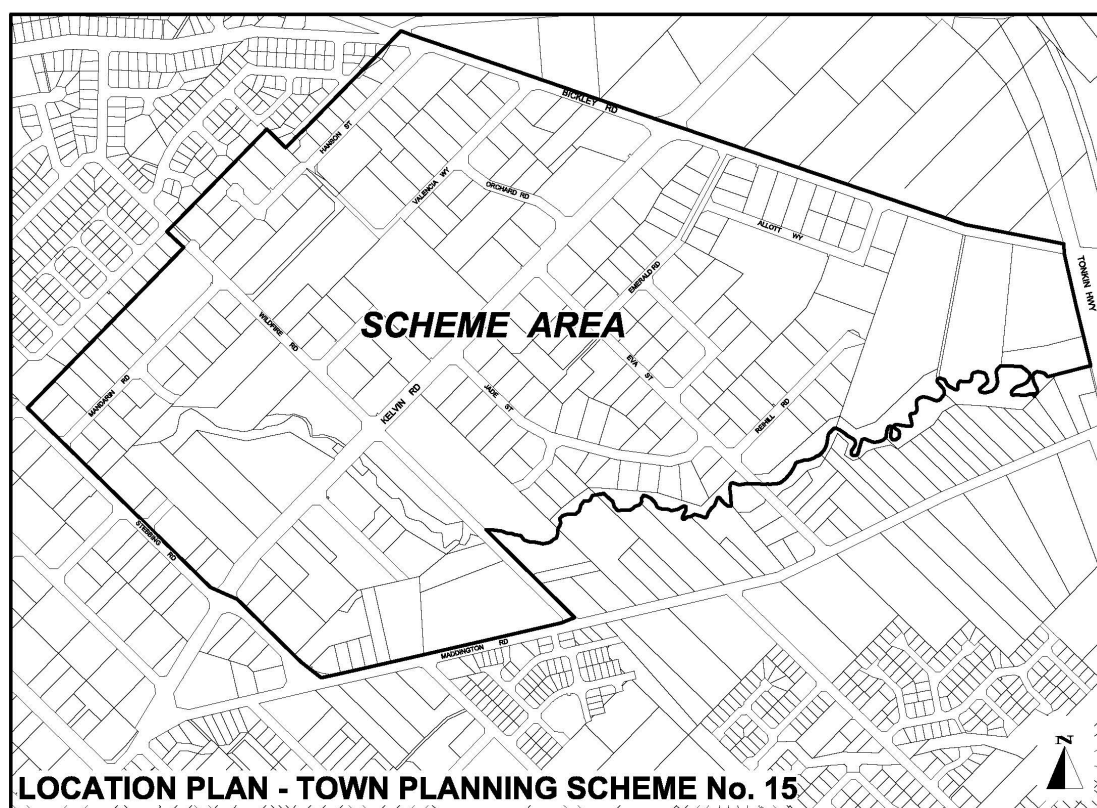 BICKLEY RD
HANSON ST
VALENCIA WY
ORCHARD RD
ALLOTT WY
TONKIN HWY
EMERALD RD
WILDFIRE RD
SCHEME AREA
EVA ST
MANDARIN RD
KELVIN RD
JADE ST
REIHILL RD
STEBBING RD
MADDINGTON RD
N
LOCATION PLAN - TOWN PLANNING SCHEME No. 15